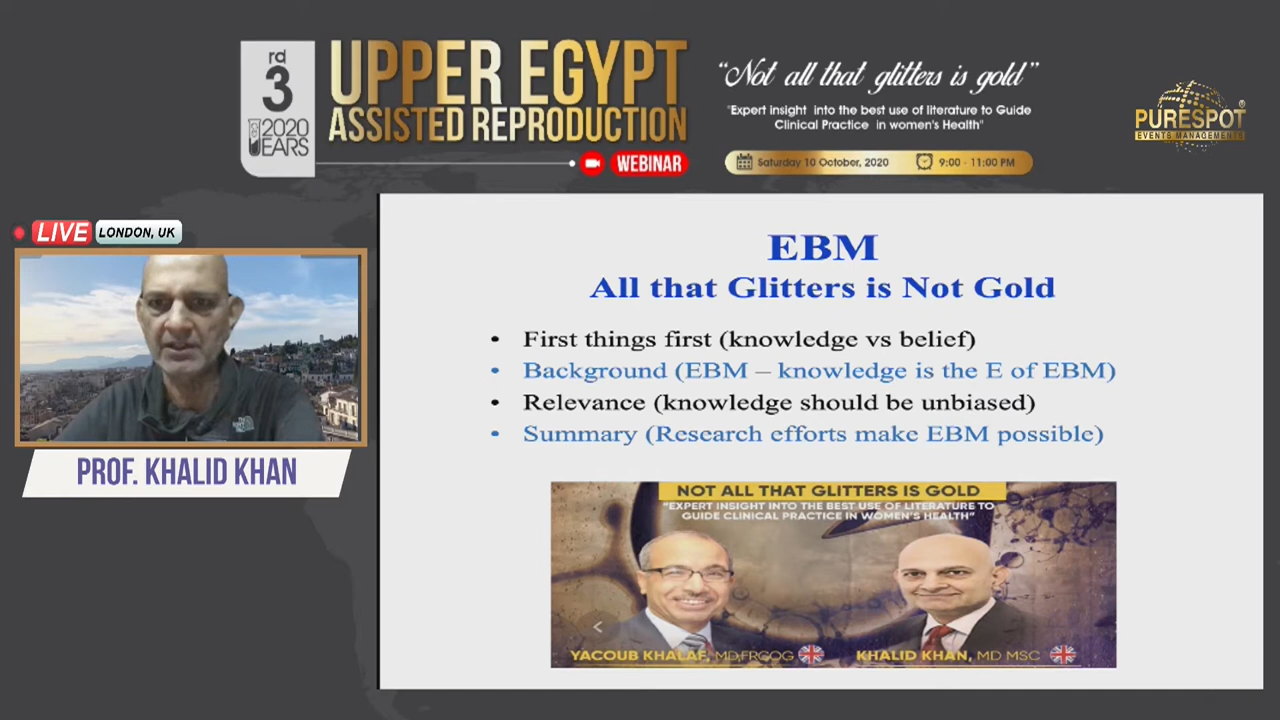 rd
3
2020
YEARS
UPPER EGYPT
ASSISTED REPRODUCTION
WEBINAR
“Not all that glitters is gold”
"Expert insight into the best use of literature to Guide
Clinical Practice in women's Health"
Saturday 10 October, 2020 9:00 - 11:00 PM
PURESPOT®
EVENTS MANAGEMENTS
LIVE LONDON, UK
PROF. KHALID KHAN
EBM
All that Glitters is Not Gold
• First things first (knowledge vs belief)
• Background (EBM – knowledge is the E of EBM)
• Relevance (knowledge should be unbiased)
• Summary (Research efforts make EBM possible)
NOT ALL THAT GLITTERS IS GOLD
"EXPERT INSIGHT INTO THE BEST USE OF LITERATURE TO
GUIDE CLINICAL PRACTICE IN WOMEN'S HEALTH"
YACOUB KHALAF, MD,FRCOG
KHALID KHAN, MD MSC